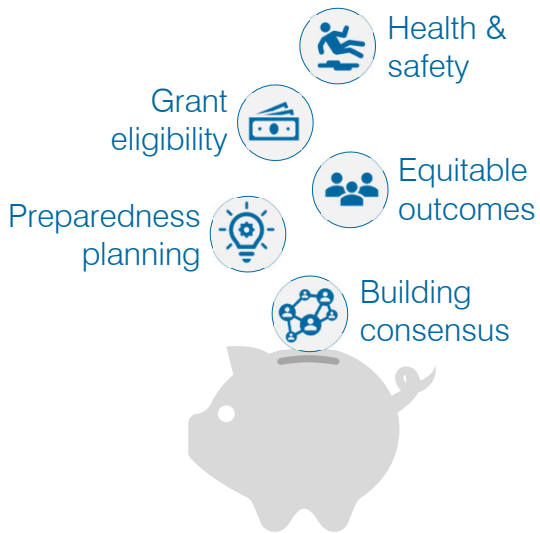 Health &
safety
Grant
eligibility
Equitable
outcomes
Preparedness
planning
Building
consensus